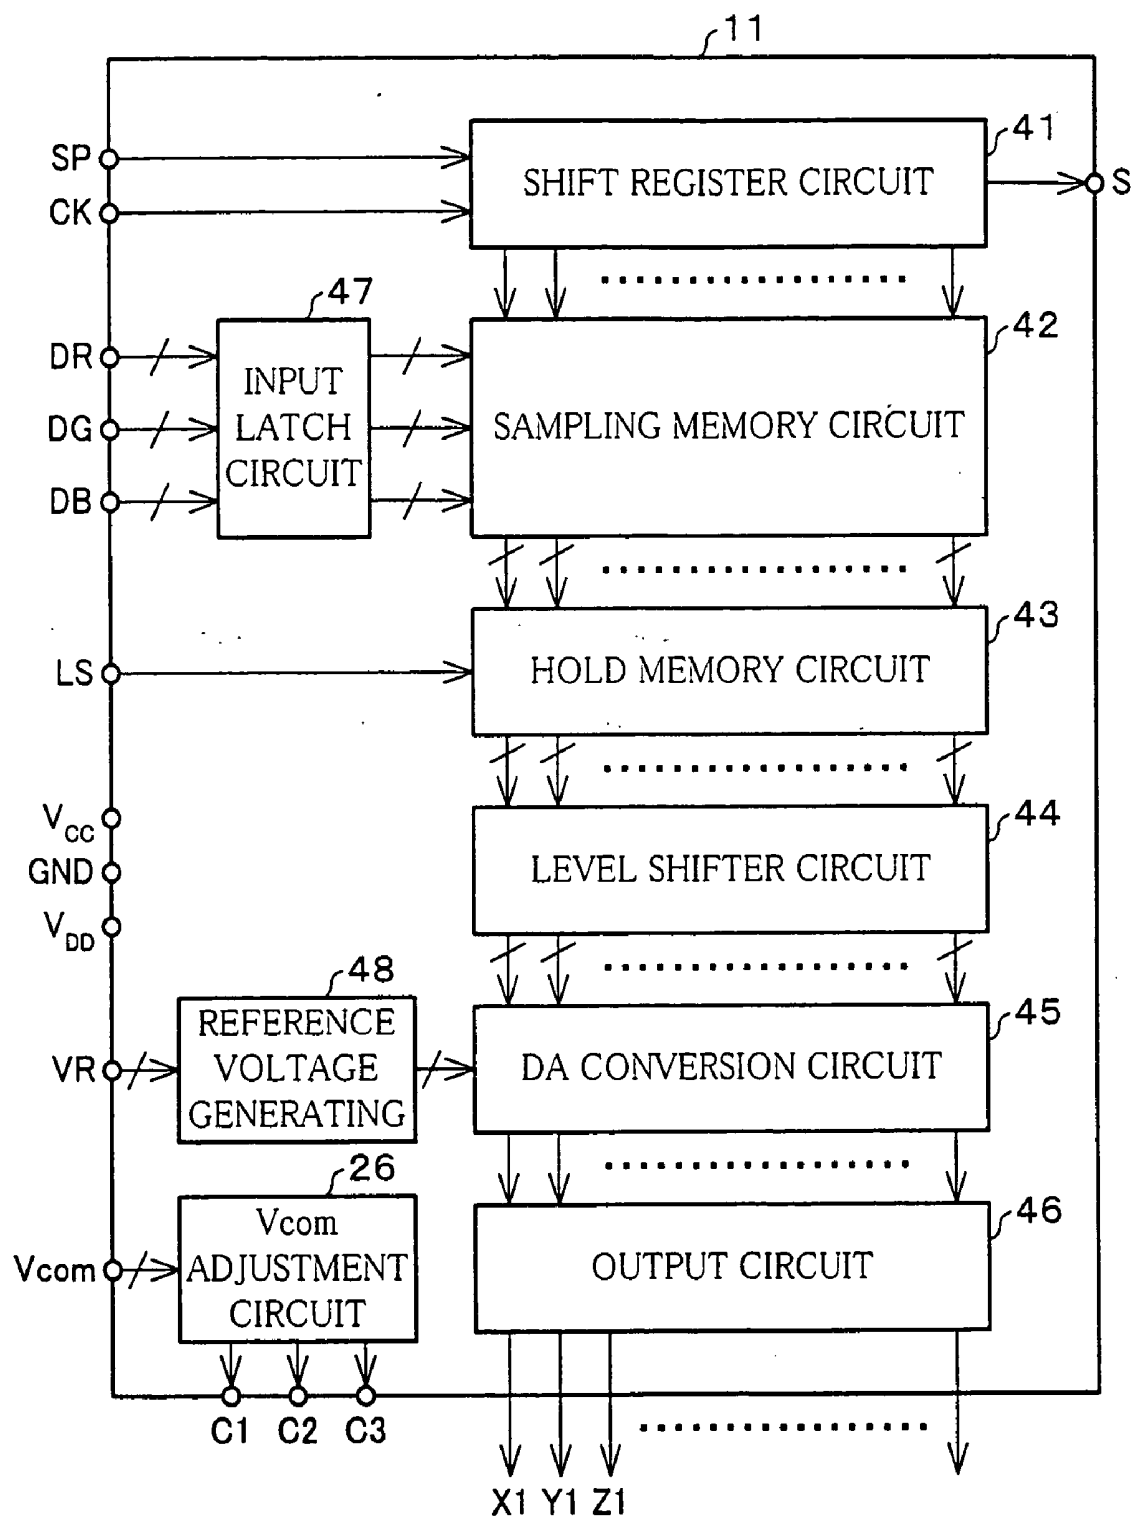 11
41
SP
SHIFT REGISTER CIRCUIT
S
CK
47
42
DR
INPUT
DG
LATCH
SAMPLING MEMORY CIRCUIT
CIRCUIT
DB
43
LS
HOLD MEMORY CIRCUIT
VCC
44
GND
LEVEL SHIFTER CIRCUIT
VDD
48
45
REFERENCE
VR
VOLTAGE
DA CONVERSION CIRCUIT
GENERATING
26
46
Vcom
Vcom
ADJUSTMENT
OUTPUT CIRCUIT
CIRCUIT
C1 C2 C3
X1 Y1 Z1